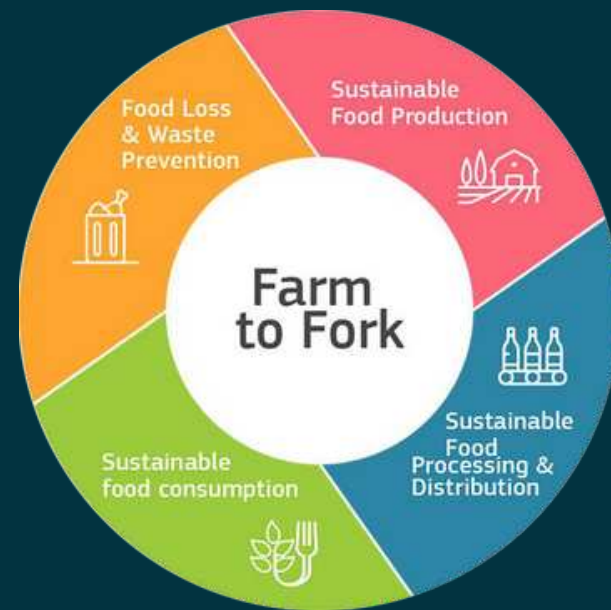 Food Loss
& Waste
Prevention
Sustainable
Food Production
Farm
to Fork
Sustainable
Food
Processing &
Distribution
Sustainable
food consumption